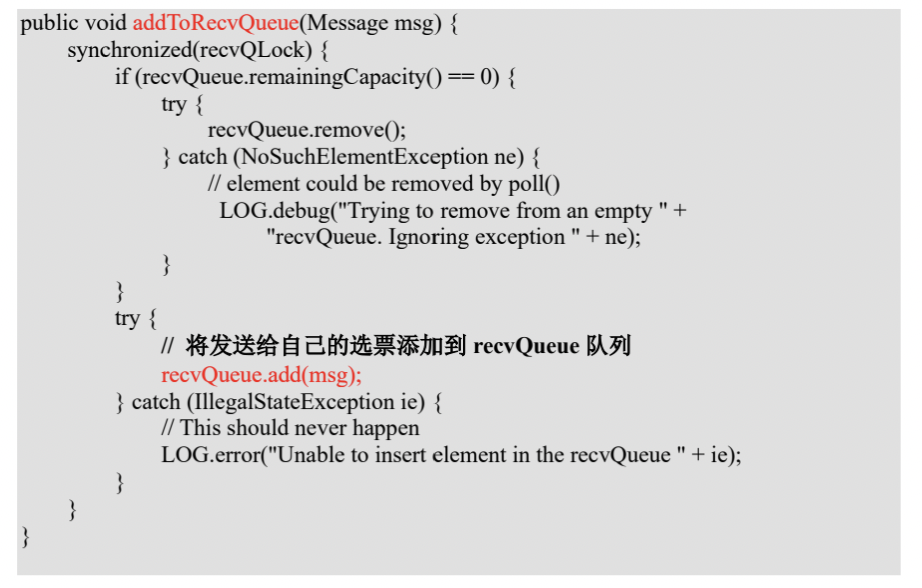 public void addToRecvQueue(Message msg) {
synchronized(recvQLock) {
if (recvQueue.remainingCapacity() == 0) {
try {
recvQueue.remove();
} catch (NoSuchElementException ne) {
// element could be removed by poll()
LOG.debug("Trying to remove from an empty " +
"recvQueue. Ignoring exception " + ne);
}
}
try {
// 将发送给自己的选票添加到 recvQueue 队列
recvQueue.add(msg);
} catch (IllegalStateException ie) {
// This should never happen
LOG.error("Unable to insert element in the recvQueue " + ie);
}
}
}